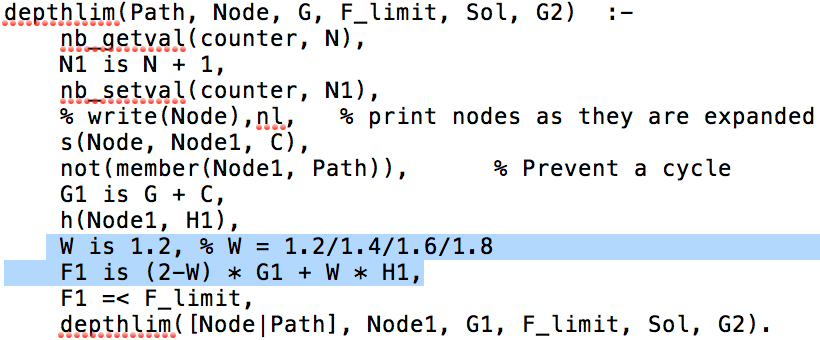 depthlim(Path, Node, G, F_limit, Sol, G2)  :-
    nb_getval(counter, N),
    N1 is N + 1,
    nb_setval(counter, N1),
    % write(Node),nl,   % print nodes as they are expanded
    s(Node, Node1, C),
    not(member(Node1, Path)),      % Prevent a cycle
    G1 is G + C,
    h(Node1, H1),
    W is 1.2, % W = 1.2/1.4/1.6/1.8
    F1 is (2-W) * G1 + W * H1,
    F1 =< F_limit,
    depthlim([Node|Path], Node1, G1, F_limit, Sol, G2).